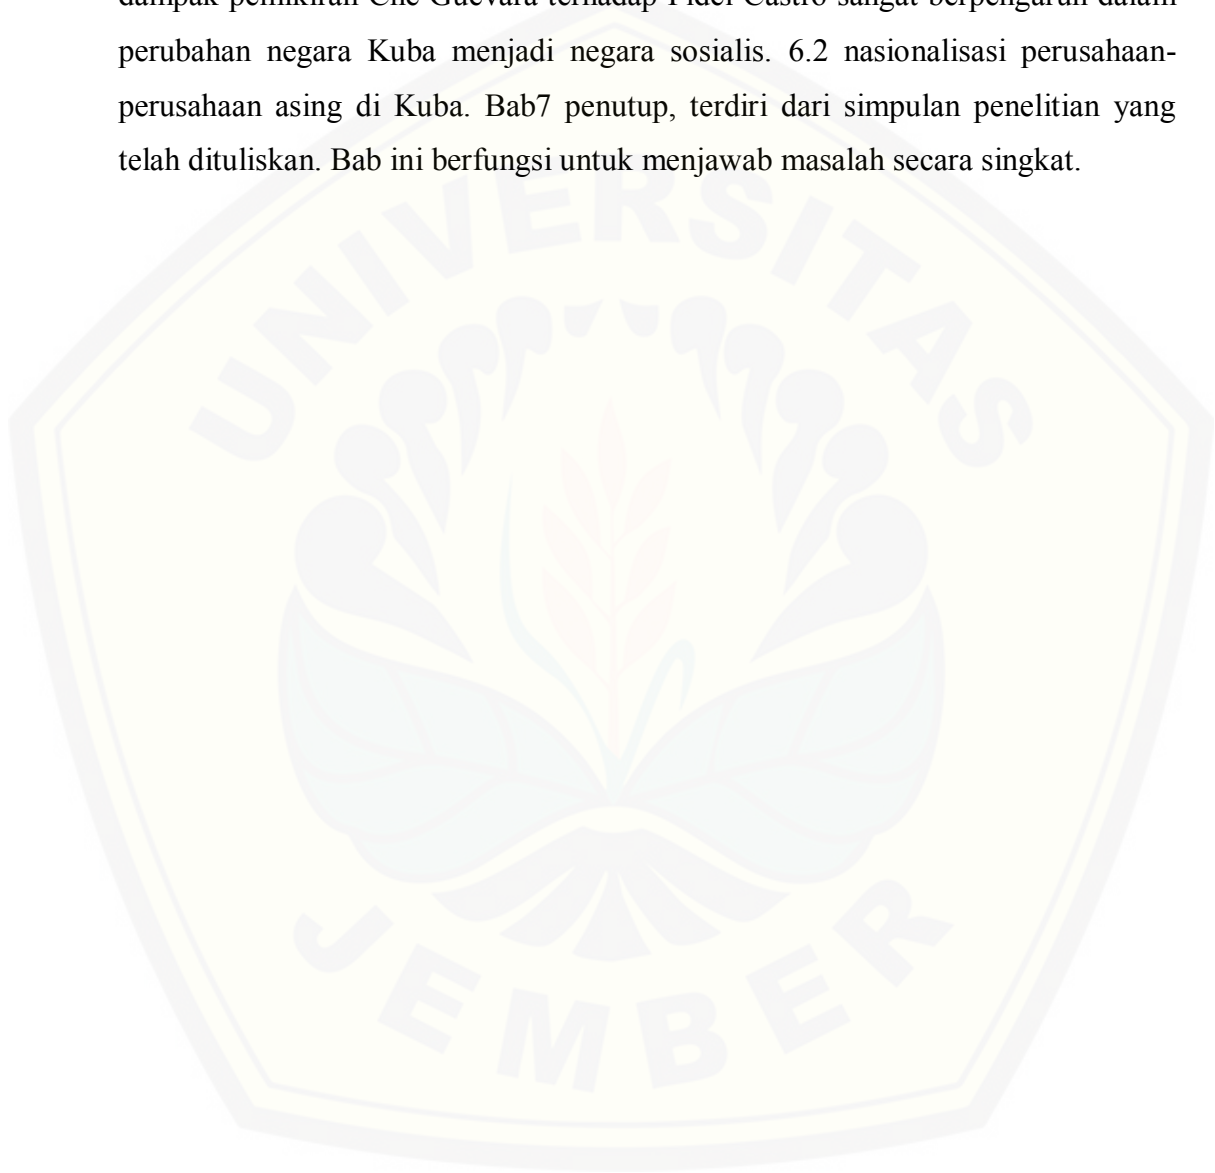 dampak pemikiran Che Guevara terhadap Fidel Castro sangat berpengaruh dalam
perubahan negara Kuba menjadi negara sosialis. 6.2 nasionalisasi perusahaan-
perusahaan asing di Kuba. Bab7 penutup, terdiri dari simpulan penelitian yang
telah dituliskan. Bab ini berfungsi untuk menjawab masalah secara singkat.
UNIVERSITAS
JEMBER